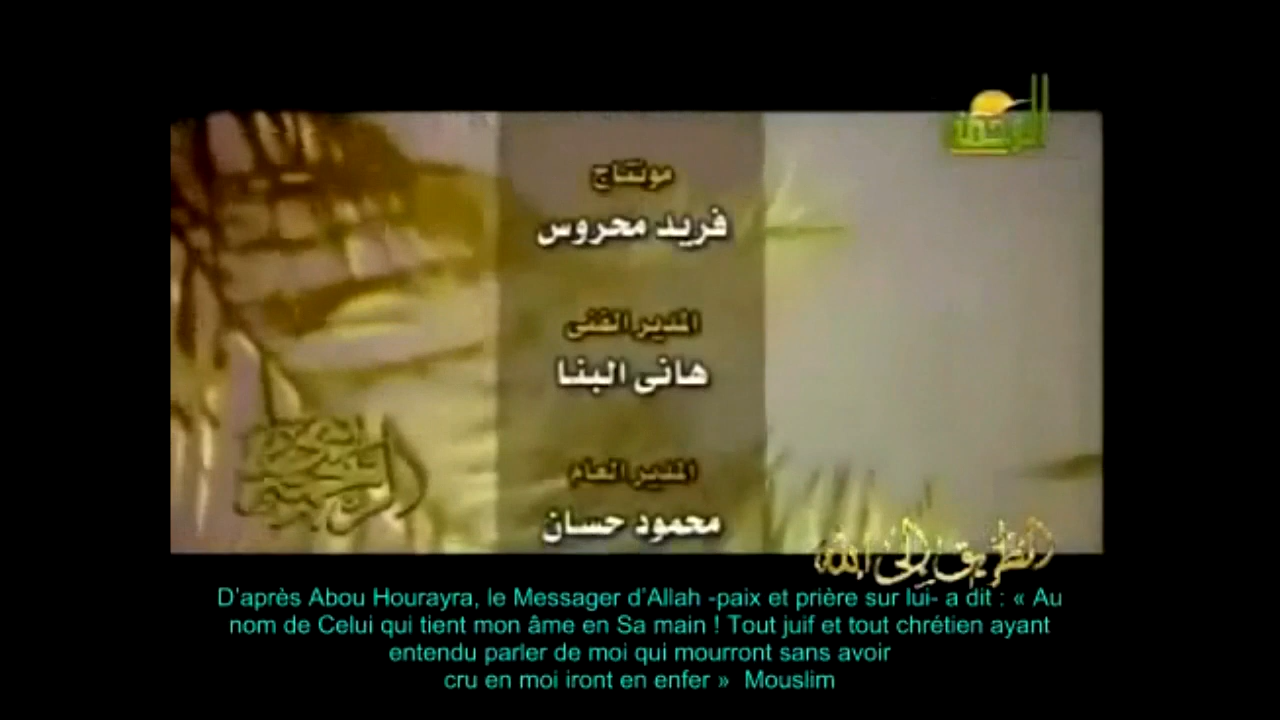 الرحمة
مونتاج
فريد محروس
المدير الفنى
هانى البنا
المدير العام
محمود حسان
الطريق إلى الله
D'après Abou Hourayra, le Messager d'Allah -paix et prière sur lui- a dit : « Au
nom de Celui qui tient mon âme en Sa main ! Tout juif et tout chrétien ayant
entendu parler de moi qui mourront sans avoir
cru en moi iront en enfer »  Mouslim